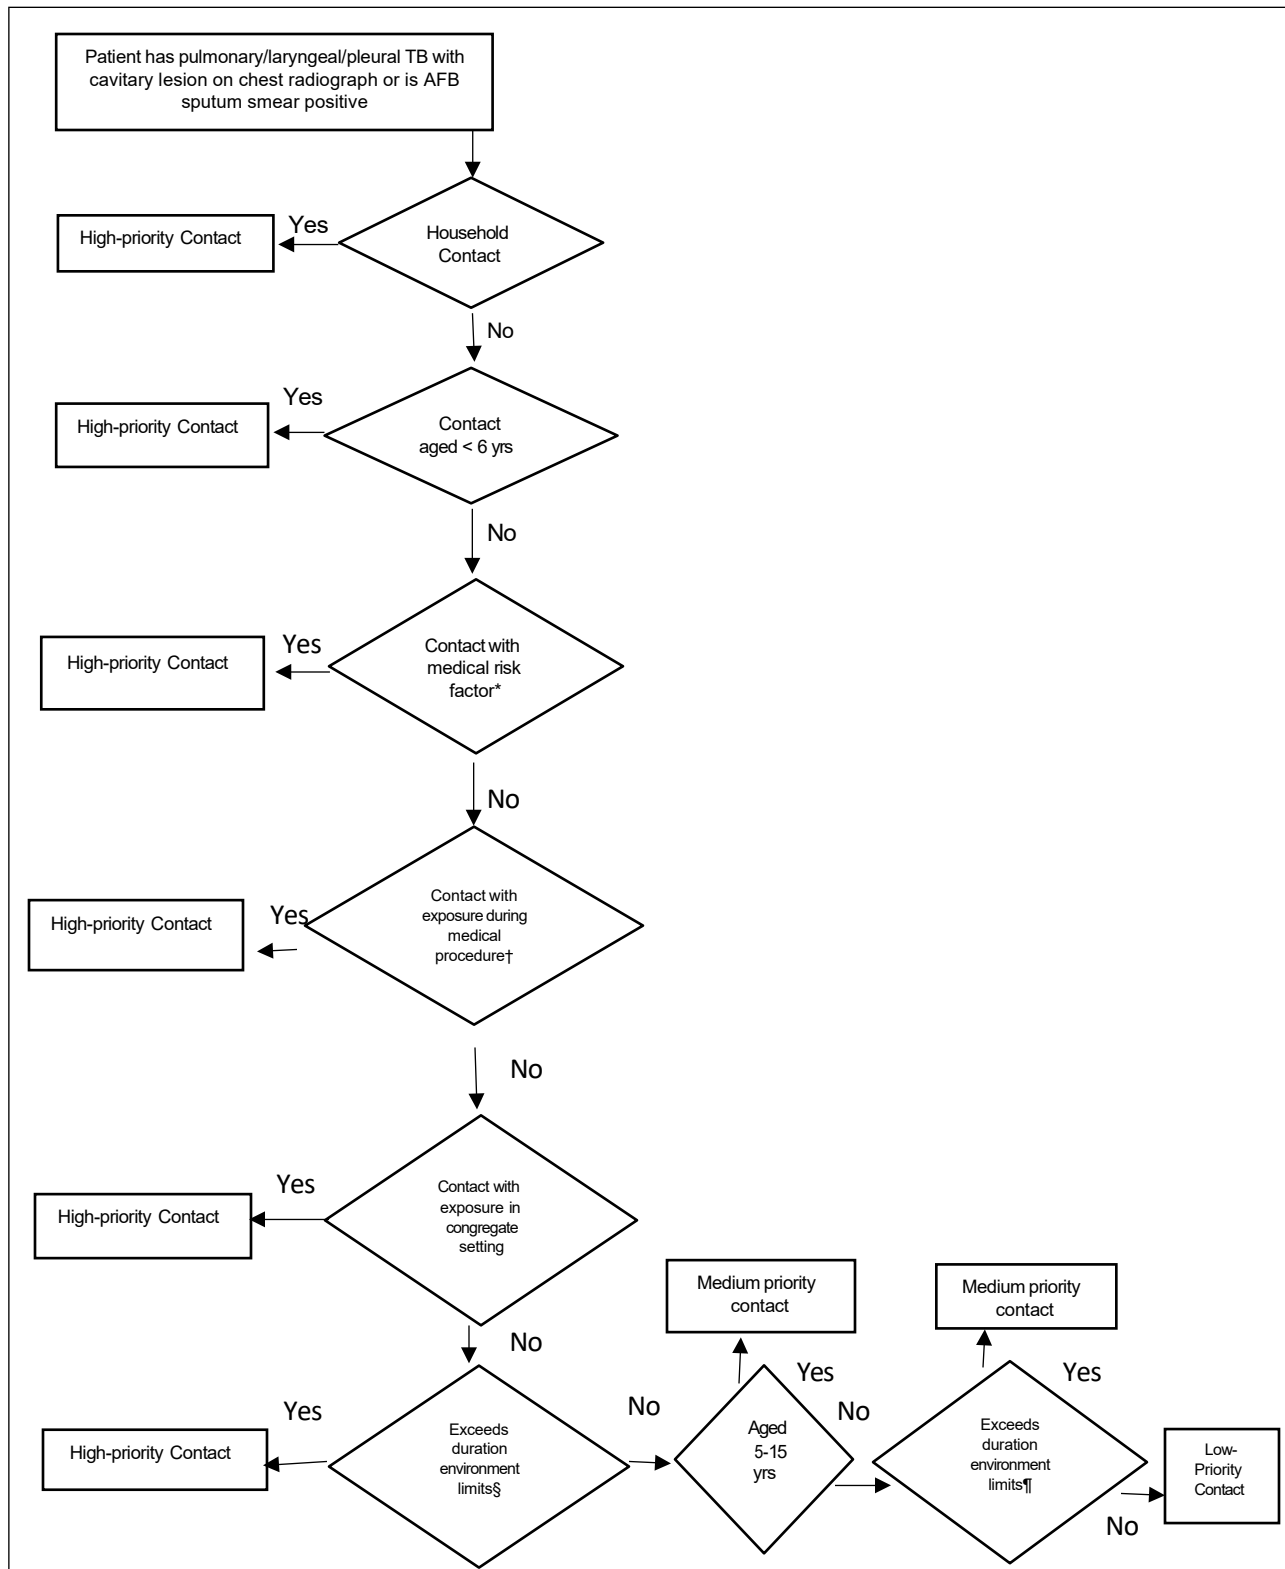 Patient has pulmonary/laryngeal/pleural TB with
cavitary lesion on chest radiograph or is AFB
sputum smear positive
High-priority Contact
Yes
Household
Contact
No
High-priority Contact
Yes
Contact
aged < 6 yrs
No
High-priority Contact
Yes
Contact with
medical risk
factor*
No
High-priority Contact
Yes
Contact with
exposure during
medical
procedure†
No
High-priority Contact
Yes
Contact with
exposure in
congregate
setting
No
Medium priority
contact
Medium priority
contact
High-priority Contact
Yes
Exceeds
duration
environment
limits§
No
Aged
5-15
yrs
Yes
No
Exceeds
duration
environment
limits¶
Yes
No
Low-
Priority
Contact